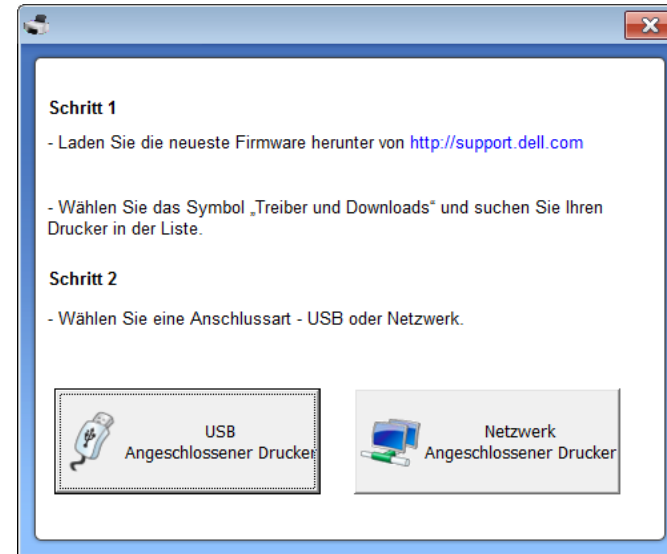 Schritt 1
- Laden Sie die neueste Firmware herunter von http://support.dell.com
- Wählen Sie das Symbol „Treiber und Downloads“ und suchen Sie Ihren
Drucker in der Liste.
Schritt 2
- Wählen Sie eine Anschlussart - USB oder Netzwerk.
USB
Angeschlossener Drucker
Netzwerk
Angeschlossener Drucker